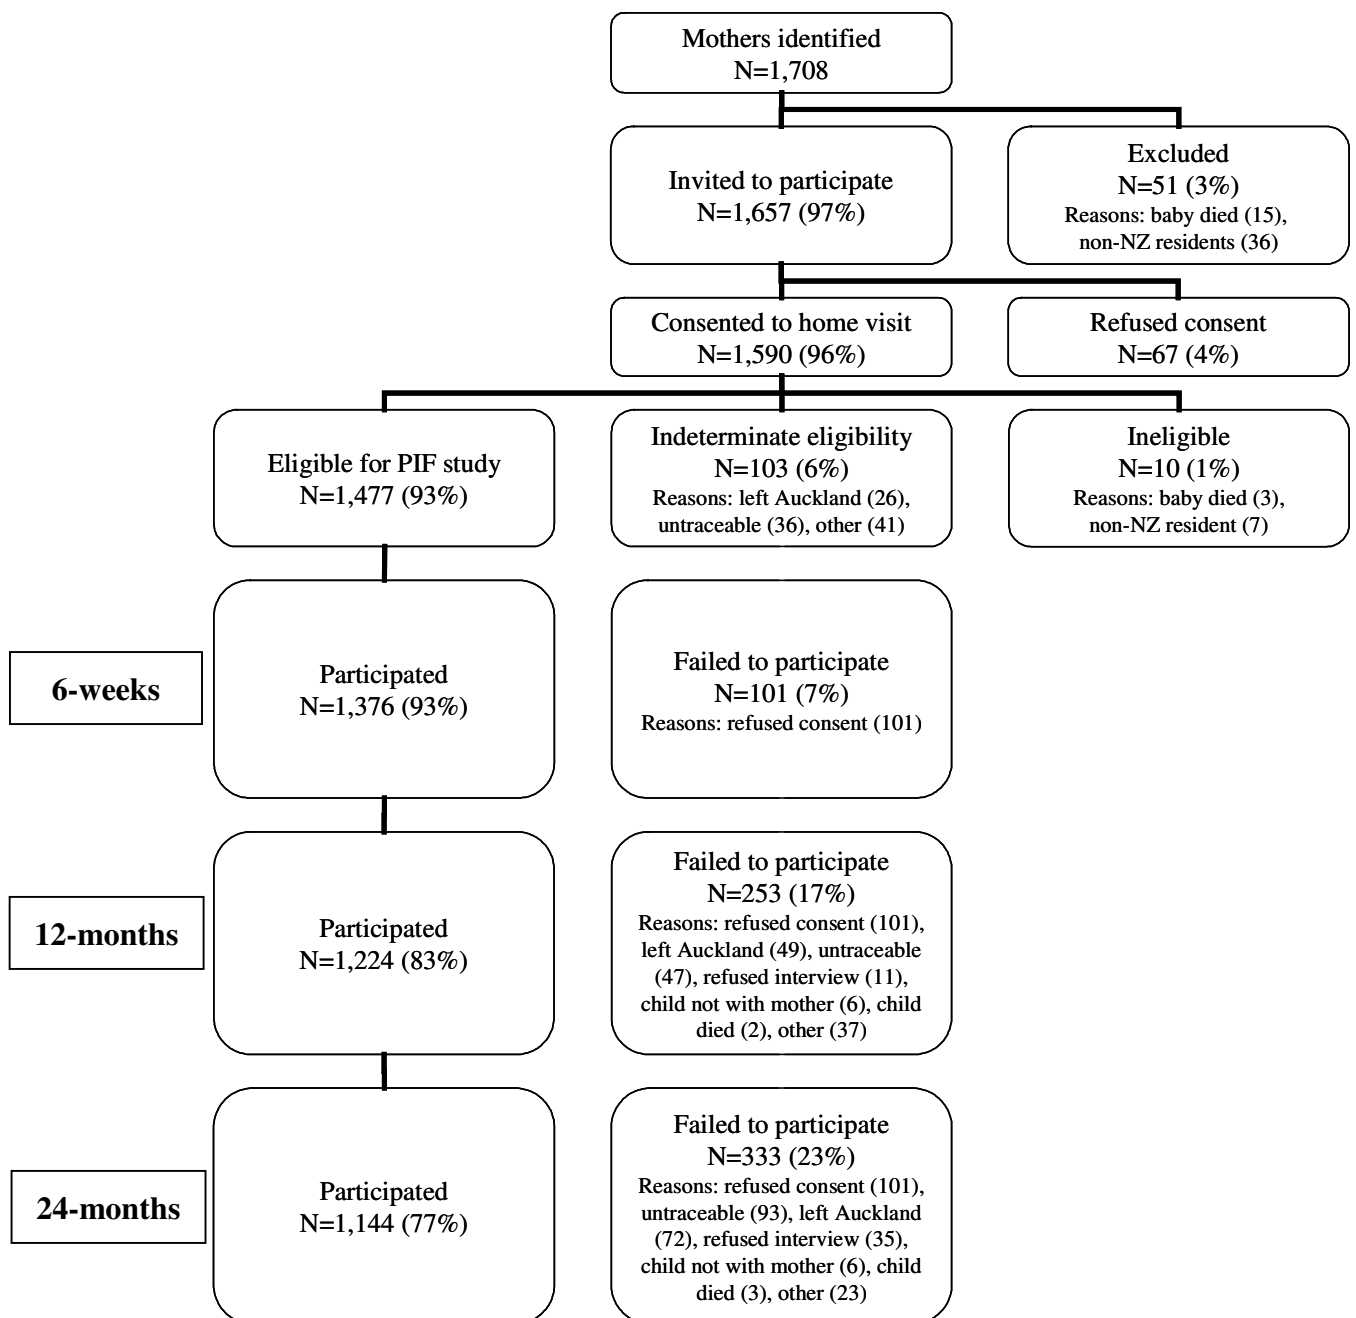 Mothers identified
N=1,708
Invited to participate
N=1,657 (97%)
Excluded
N=51 (3%)
Reasons: baby died (15),
non-NZ residents (36)
Consented to home visit
N=1,590 (96%)
Refused consent
N=67 (4%)
Eligible for PIF study
N=1,477 (93%)
Indeterminate eligibility
N=103 (6%)
Reasons: left Auckland (26),
untraceable (36), other (41)
Ineligible
N=10 (1%)
Reasons: baby died (3),
non-NZ resident (7)
6-weeks
Participated
N=1,376 (93%)
Failed to participate
N=101 (7%)
Reasons: refused consent (101)
12-months
Participated
N=1,224 (83%)
Failed to participate
N=253 (17%)
Reasons: refused consent (101),
left Auckland (49), untraceable
(47), refused interview (11),
child not with mother (6), child
died (2), other (37)
24-months
Participated
N=1,144 (77%)
Failed to participate
N=333 (23%)
Reasons: refused consent (101),
untraceable (93), left Auckland
(72), refused interview (35),
child not with mother (6), child
died (3), other (23)